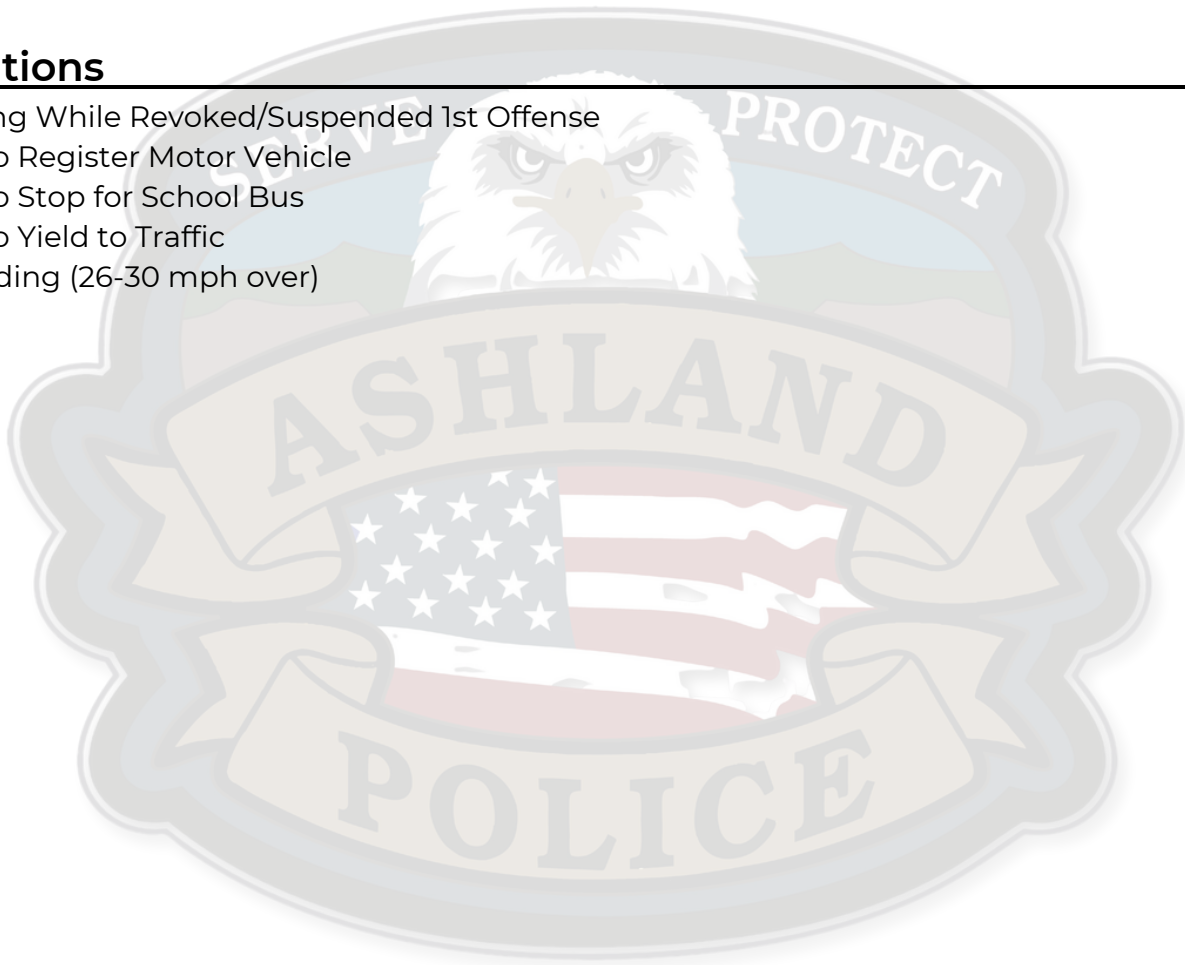 tions
ng While Revoked/Suspended 1st Offense
o Register Motor Vehicle
o Stop for School Bus
o Yield to Traffic
ding (26-30 mph over)
SERVE PROTECT
ASHLAND
POLICE